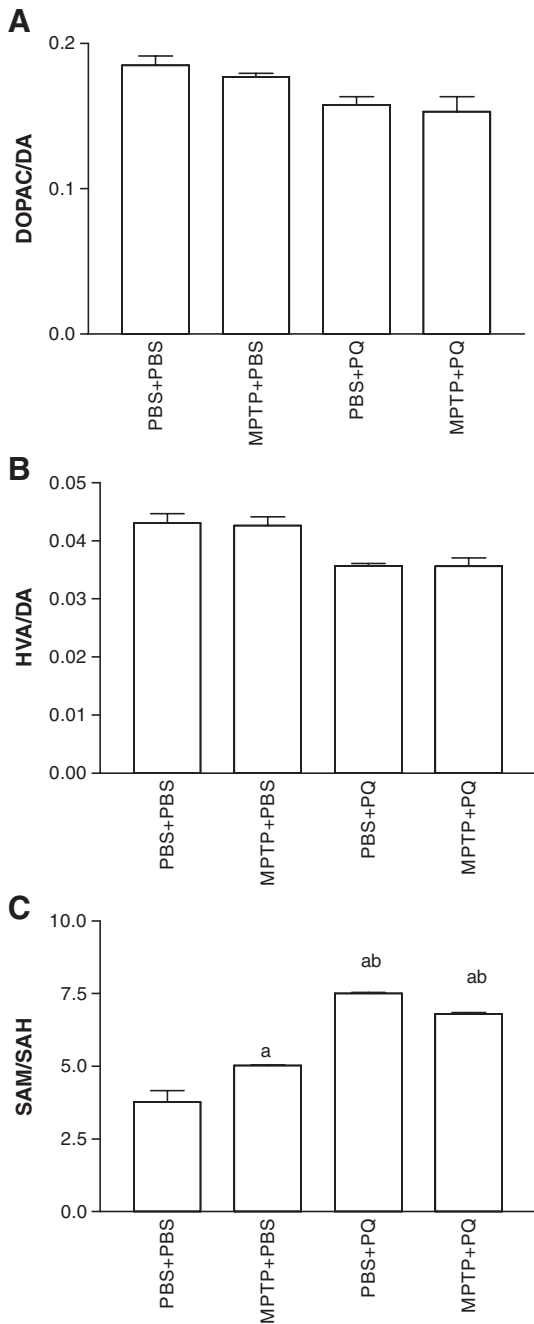 A
DOPAC/DA
0.2
0.1
0.0
PBS+PBS
MPTP+PBS
PBS+PQ
MPTP+PQ
B
HVA/DA
0.05
0.04
0.03
0.02
0.01
0.00
PBS+PBS
MPTP+PBS
PBS+PQ
MPTP+PQ
C
SAM/SAH
10.0
7.5
5.0
2.5
0.0
a
ab
ab
PBS+PBS
MPTP+PBS
PBS+PQ
MPTP+PQ